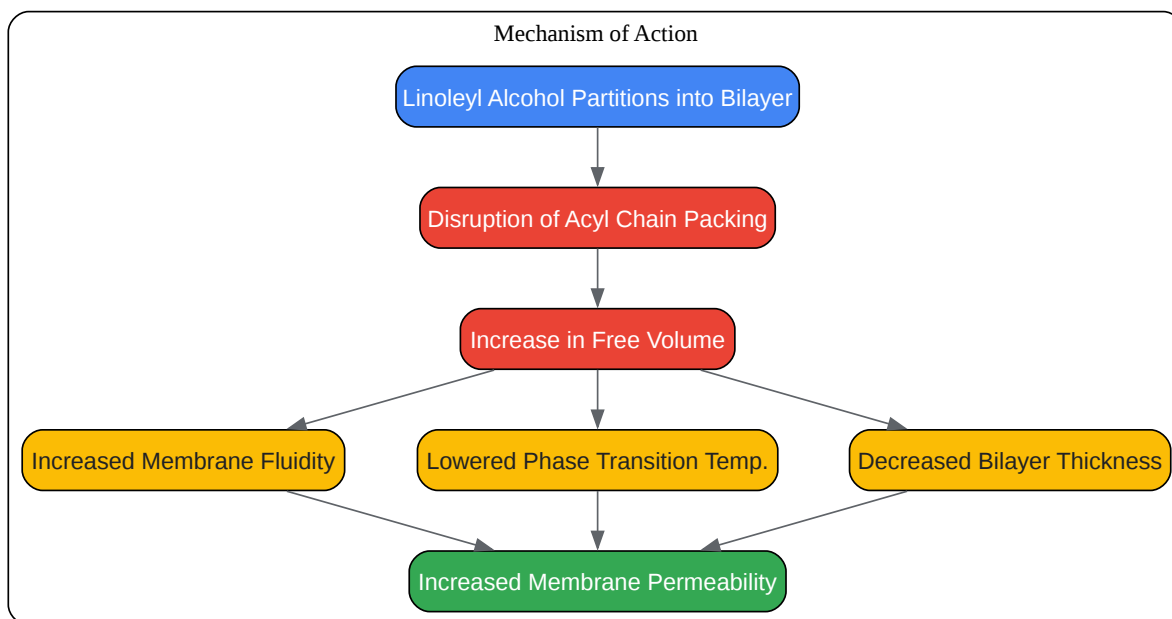 Mechanism of Action
Linoleyl Alcohol Partitions into Bilayer
Disruption of Acyl Chain Packing
Increase in Free Volume
Increased Membrane Fluidity
Lowered Phase Transition Temp.
Decreased Bilayer Thickness
Increased Membrane Permeability